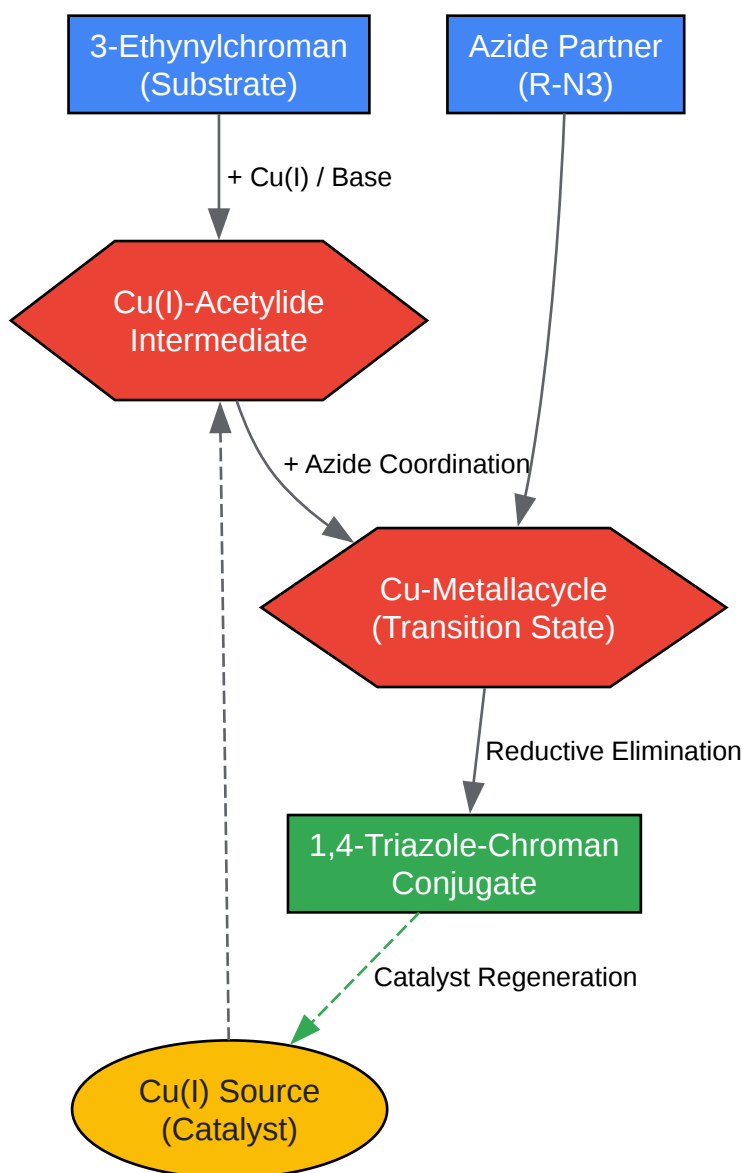 3-Ethynylchroman
(Substrate)
Azide Partner
(R-N3)
+ Cu(I) / Base
Cu(I)-Acetylide
Intermediate
+ Azide Coordination
Cu-Metallacycle
(Transition State)
Reductive Elimination
1,4-Triazole-Chroman
Conjugate
Catalyst Regeneration
Cu(I) Source
(Catalyst)